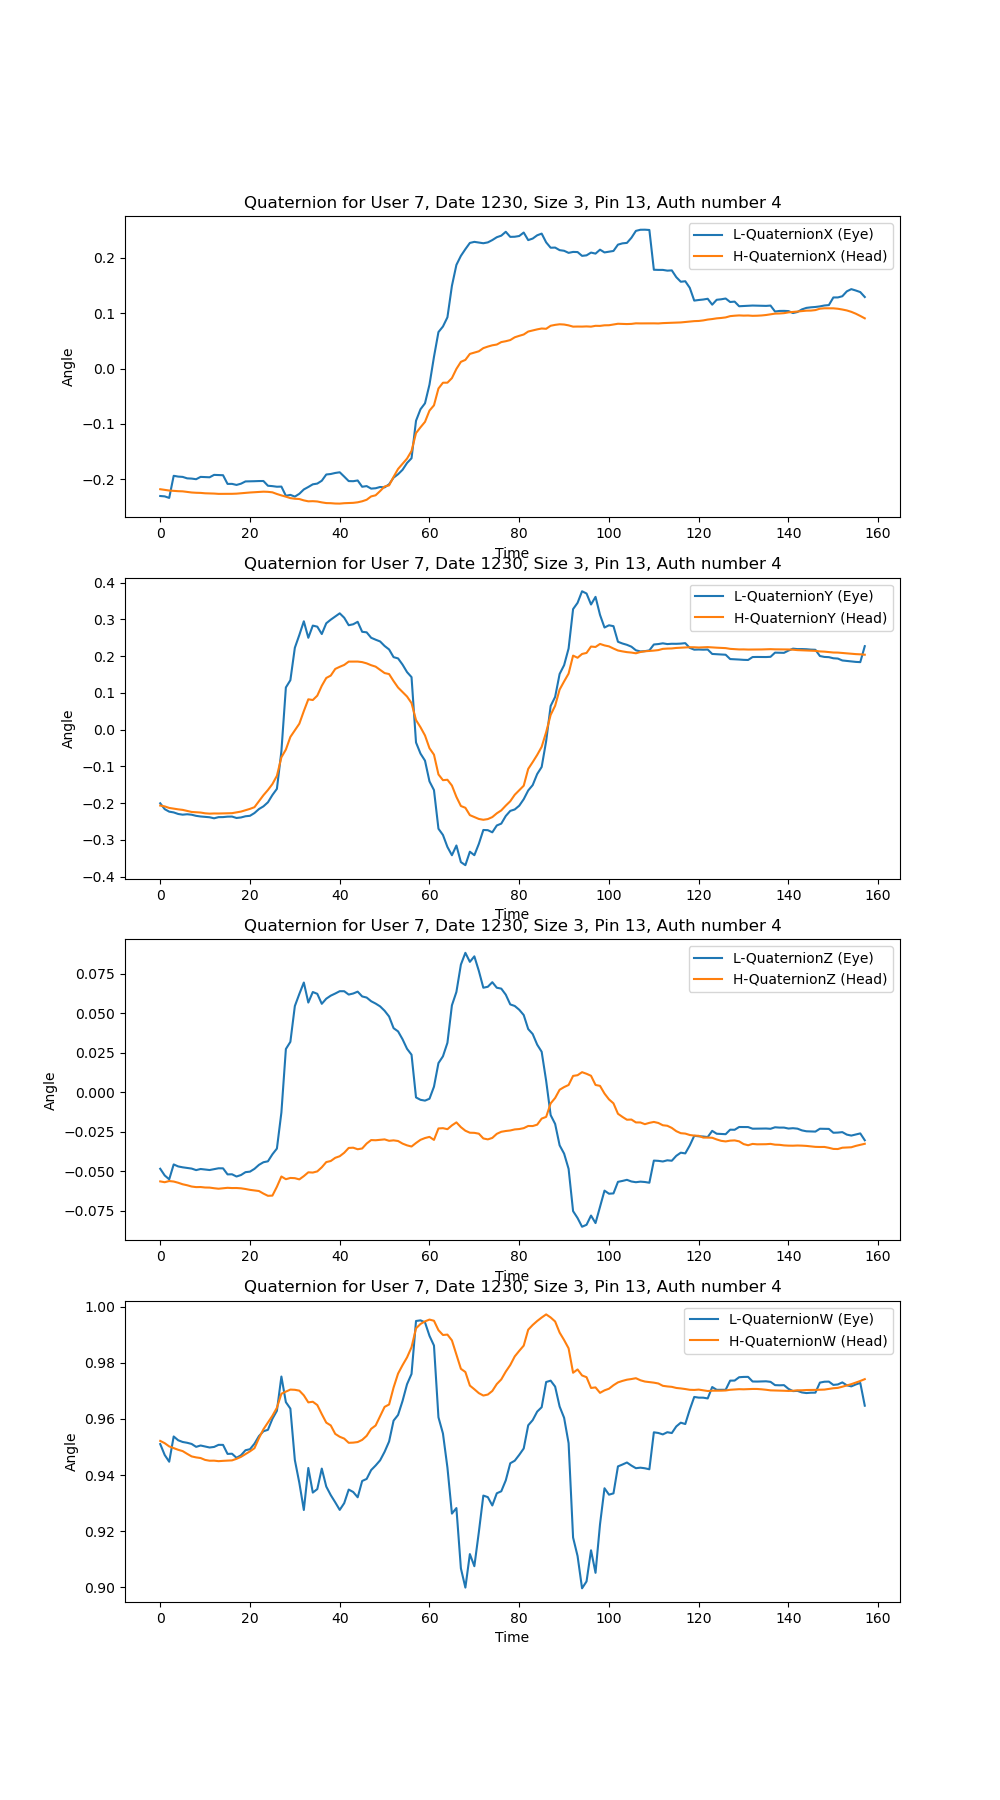 Quaternion for User 7, Date 1230, Size 3, Pin 13, Auth number 4
L-QuaternionX (Eye)
H-QuaternionX (Head)
0.2
0.1
0.0
−0.1
−0.2
Angle
0 20 40 60 80 100 120 140 160
Time
Quaternion for User 7, Date 1230, Size 3, Pin 13, Auth number 4
L-QuaternionY (Eye)
H-QuaternionY (Head)
0.4
0.3
0.2
0.1
0.0
−0.1
−0.2
−0.3
−0.4
Angle
0 20 40 60 80 100 120 140 160
Time
Quaternion for User 7, Date 1230, Size 3, Pin 13, Auth number 4
L-QuaternionZ (Eye)
H-QuaternionZ (Head)
0.075
0.050
0.025
0.000
−0.025
−0.050
−0.075
Angle
0 20 40 60 80 100 120 140 160
Time
Quaternion for User 7, Date 1230, Size 3, Pin 13, Auth number 4
L-QuaternionW (Eye)
H-QuaternionW (Head)
1.00
0.98
0.96
0.94
0.92
0.90
Angle
0 20 40 60 80 100 120 140 160
Time